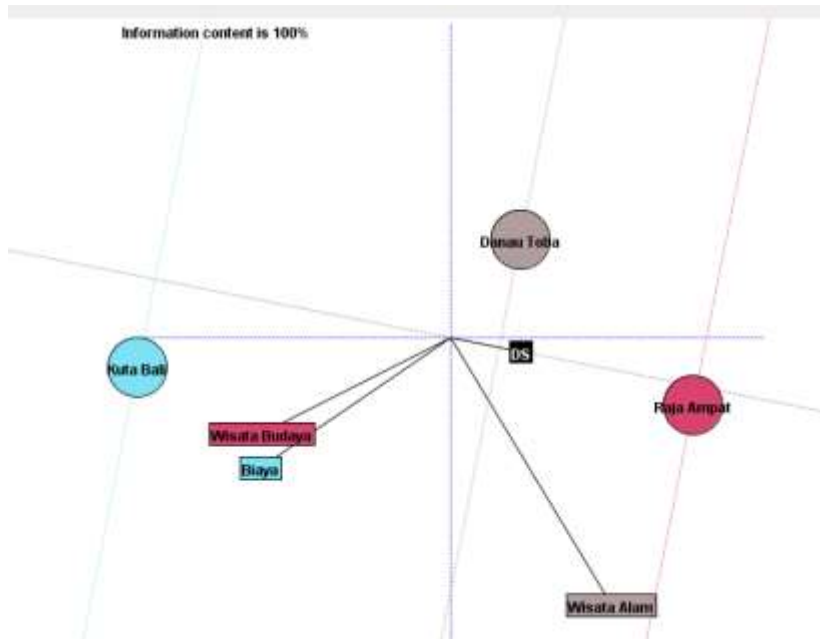 Information content is 100%
Danau Toba
DS
Kuta Bali
Raja Ampat
Wisata Budaya
Biaya
Wisata Alam